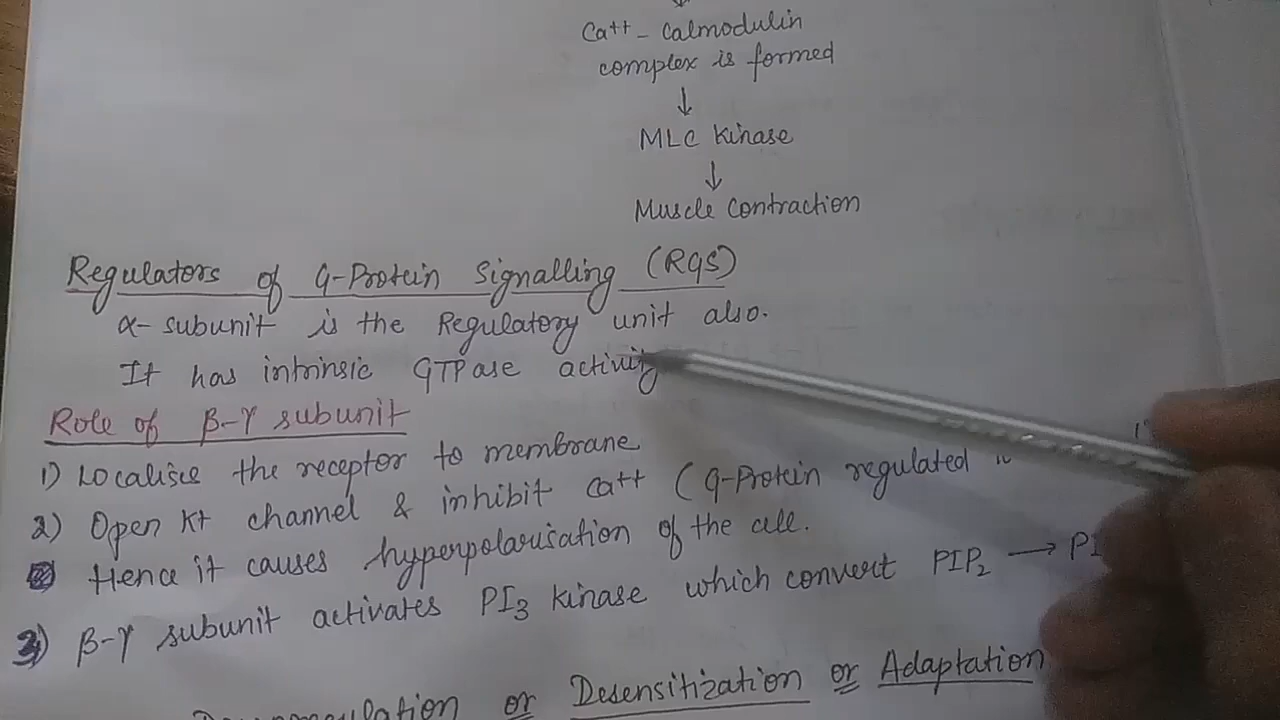 Ca++ - Calmodulin
complex is formed
↓
MLC Kinase
↓
Muscle Contraction
Regulators of G-Protein Signalling (RGS)
α-subunit is the Regulatory unit also.
It has intrinsic GTPase activity
Role of β-γ subunit
1) Localise the receptor to membrane
2) Open K+ channel & inhibit Ca++ (G-Protein regulated
Hence it causes hyperpolarisation of the cell.
3) β-γ subunit activates PI3 kinase which convert PIP2 →
or Desensitization or Adaptation